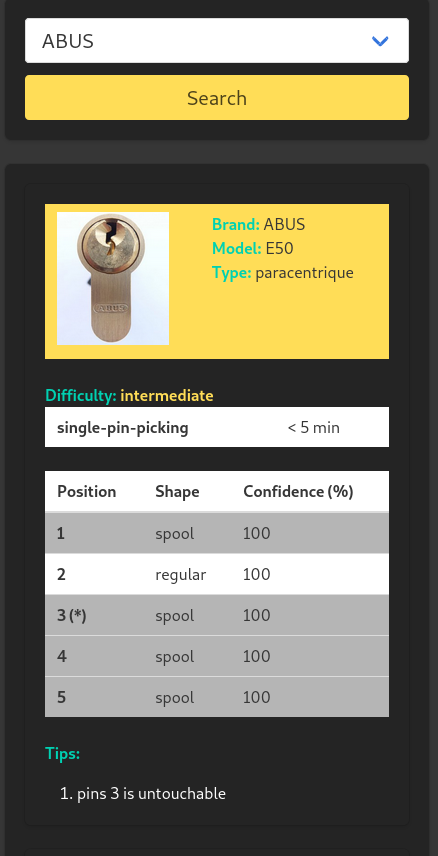 ABUS
Search
ABUS
Brand: ABUS
Model: E50
Type: paracentrique
Difficulty: intermediate
single-pin-picking < 5 min
Position Shape Confidence (%)
1 spool 100
2 regular 100
3 (*) spool 100
4 spool 100
5 spool 100
Tips:
1. pins 3 is untouchable